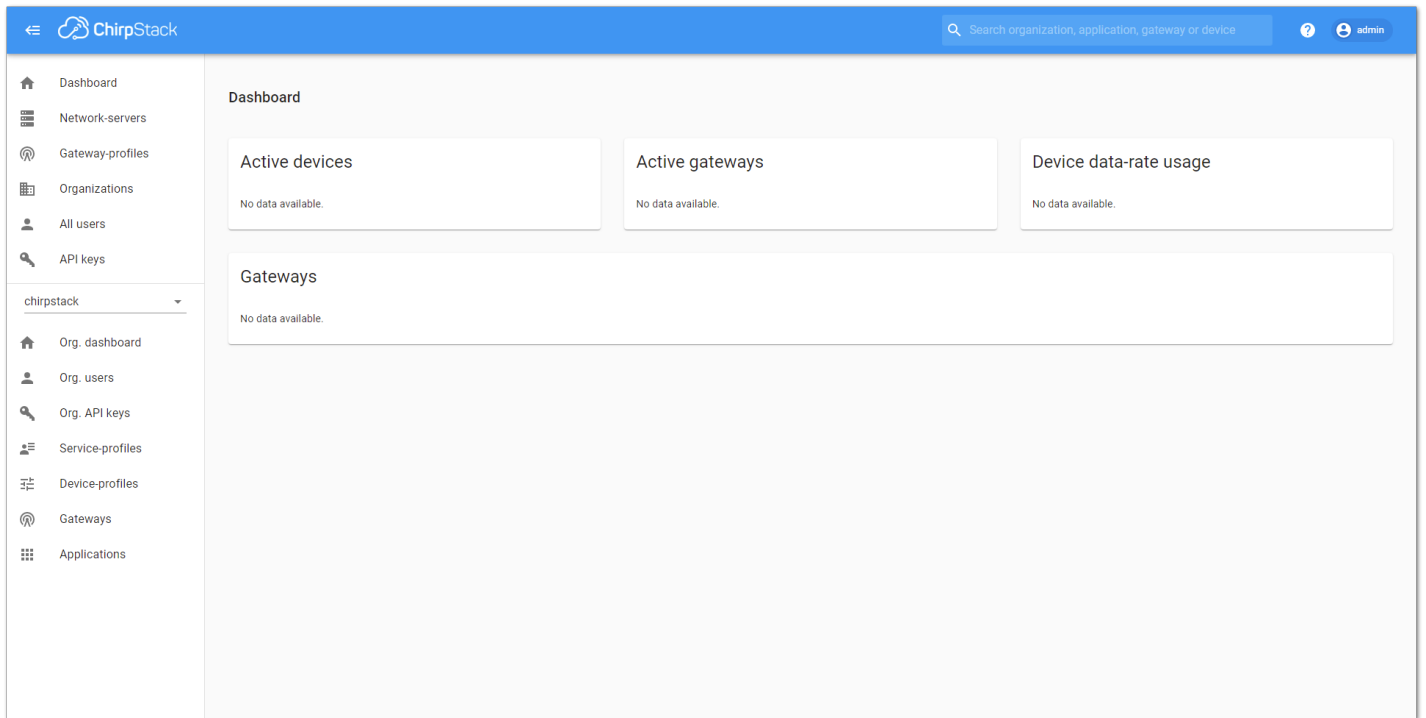 ChirpStack
Search organization, application, gateway or device
admin
Dashboard
Network-servers
Gateway-profiles
Organizations
All users
API keys
chirpstack
Org. dashboard
Org. users
Org. API keys
Service-profiles
Device-profiles
Gateways
Applications
Dashboard
Active devices
No data available.
Active gateways
No data available.
Device data-rate usage
No data available.
Gateways
No data available.